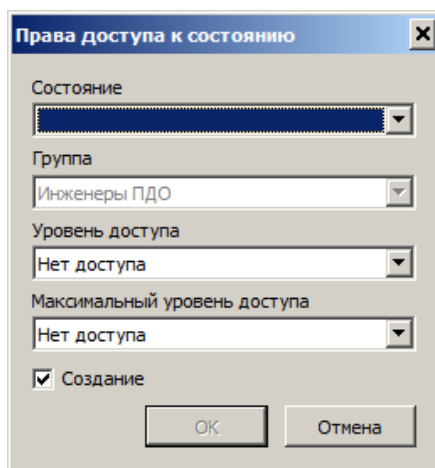 Права доступа к состоянию
Состояние
Группа
Инженеры ПДО
Уровень доступа
Нет доступа
Максимальный уровень доступа
Нет доступа
Создание
OK
Отмена